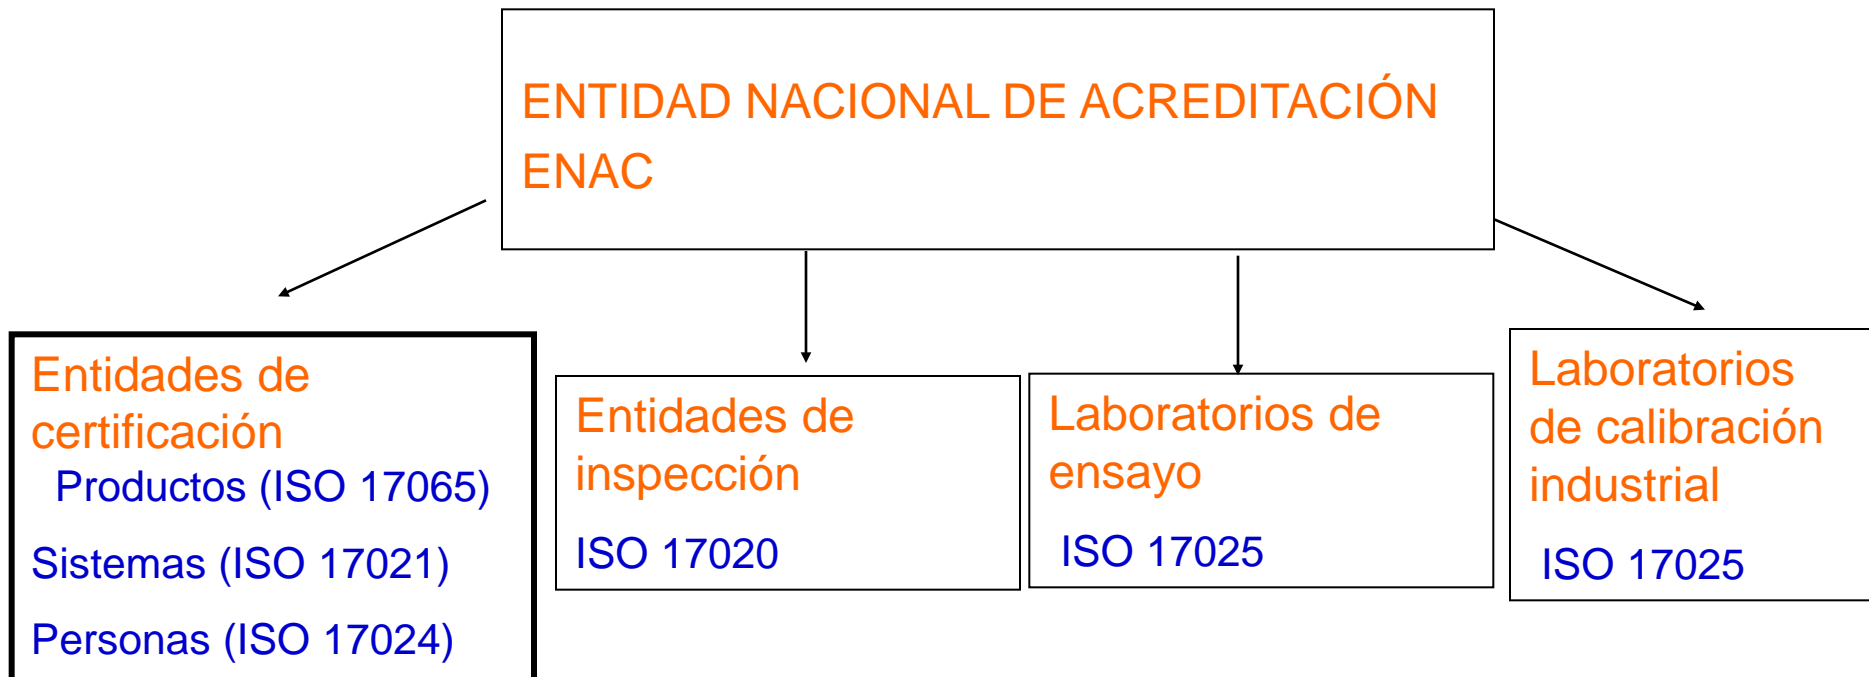 ENTIDAD NACIONAL DE ACREDITACIÓN
ENAC
Entidades de
certificación
Productos (ISO 17065)
Sistemas (ISO 17021)
Personas (ISO 17024)
Entidades de
inspección
ISO 17020
Laboratorios de
ensayo
ISO 17025
Laboratorios
de calibración
industrial
ISO 17025